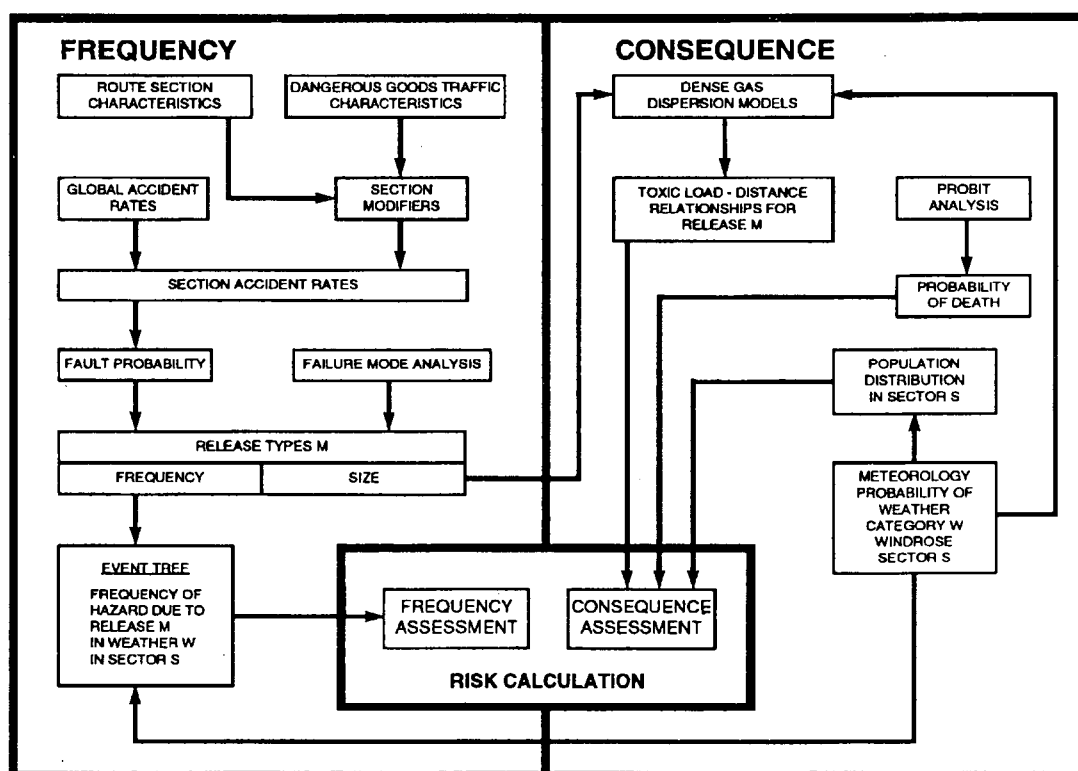 FREQUENCY
ROUTE SECTION
CHARACTERISTICS
DANGEROUS GOODS TRAFFIC
CHARACTERISTICS
GLOBAL ACCIDENT
RATES
SECTION
MODIFIERS
SECTION ACCIDENT RATES
FAULT PROBABILITY
FAILURE MODE ANALYSIS
RELEASE TYPES M
FREQUENCY
SIZE
EVENT TREE
FREQUENCY OF
HAZARD DUE TO
RELEASE M
IN WEATHER W
IN SECTOR S
CONSEQUENCE
DENSE GAS
DISPERSION MODELS
TOXIC LOAD - DISTANCE
RELATIONSHIPS FOR
RELEASE M
PROBIT
ANALYSIS
PROBABILITY
OF DEATH
POPULATION
DISTRIBUTION
IN SECTOR S
METEOROLOGY
PROBABILITY OF
WEATHER
CATEGORY W
WINDROSE
SECTOR S
FREQUENCY
ASSESSMENT
CONSEQUENCE
ASSESSMENT
RISK CALCULATION